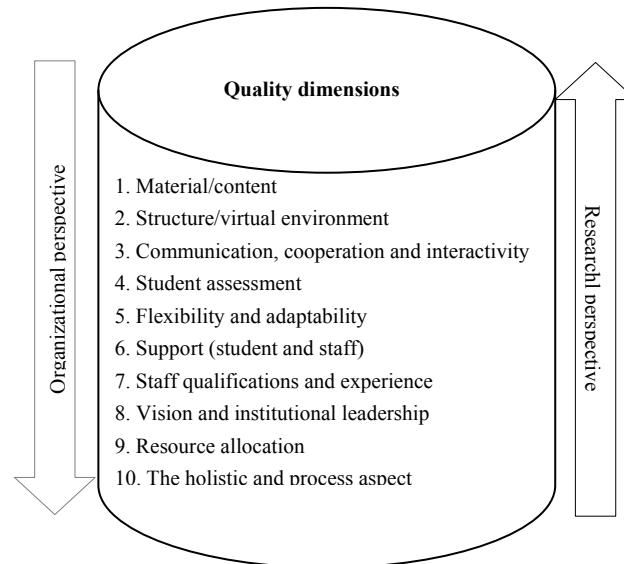 Quality dimensions
Organizational perspective
1. Material/content
2. Structure/virtual environment
3. Communication, cooperation and interactivity
4. Student assessment
5. Flexibility and adaptability
6. Support (student and staff)
7. Staff qualifications and experience
8. Vision and institutional leadership
9. Resource allocation
10. The holistic and process aspect
Researchl perspective